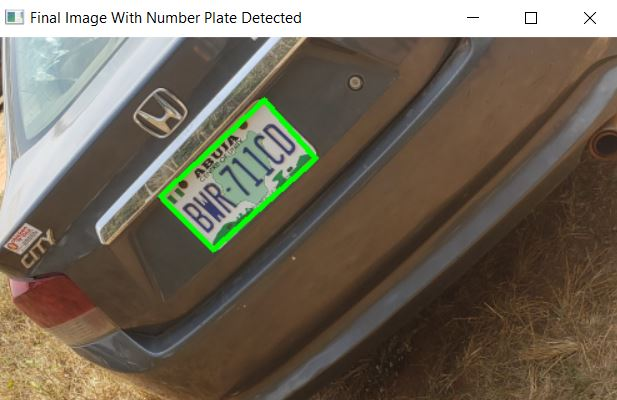 Final Image With Number Plate Detected
ABUJA
BWR-711CD
CITY